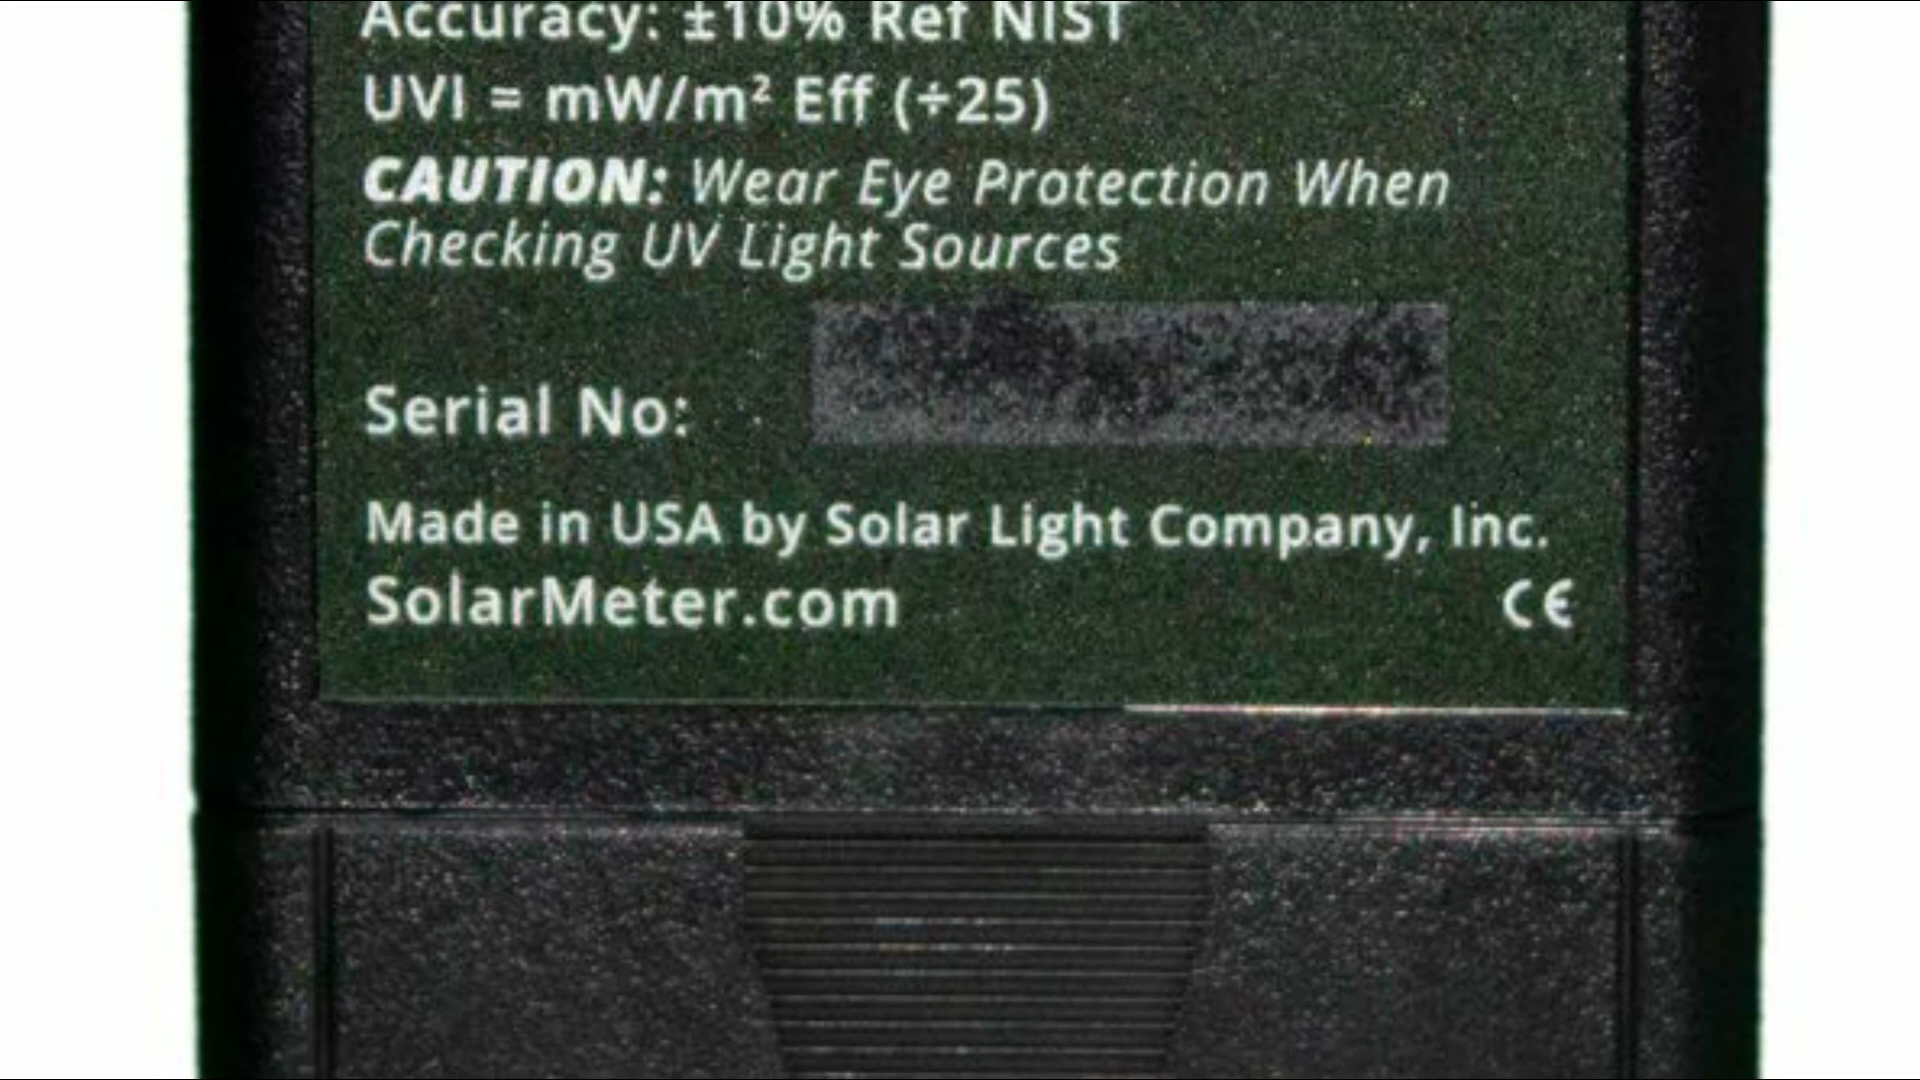 Accuracy: ±10% Ref NIST
UVI = mW/m² Eff (÷25)
CAUTION: Wear Eye Protection When
Checking UV Light Sources
Serial No:
Made in USA by Solar Light Company, Inc.
SolarMeter.com CE